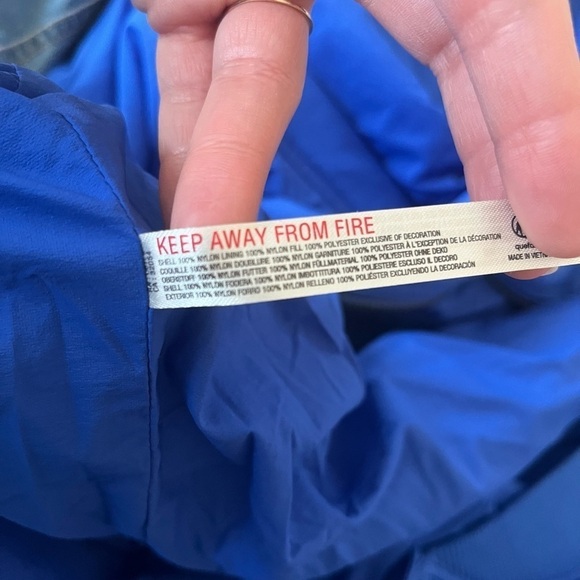 KEEP AWAY FROM FIRE
SHELL 100% NYLON LINING 100% NYLON FILL 100% POLYESTER EXCLUSIVE OF DECORATION
COQUILLE 100% NYLON DOUBLURE 100% NYLON GARNITURE 100% POLYESTER À L'EXCEPTION DE LA DÉCORATION
OBERSTOFF 100% NYLON FUTTER 100% NYLON FÜLLMATERIAL 100% POLYESTER OHNE DEKO
SHELL 100% NYLON FODERA 100% NYLON IMBOTTITURA 100% POLIESTERE ESCLUSO IL DECORO
EXTERIOR 100% NYLON FORRO 100% NYLON RELLENO 100% POLIÉSTER EXCLUYENDO LA DECORACIÓN
MADE IN